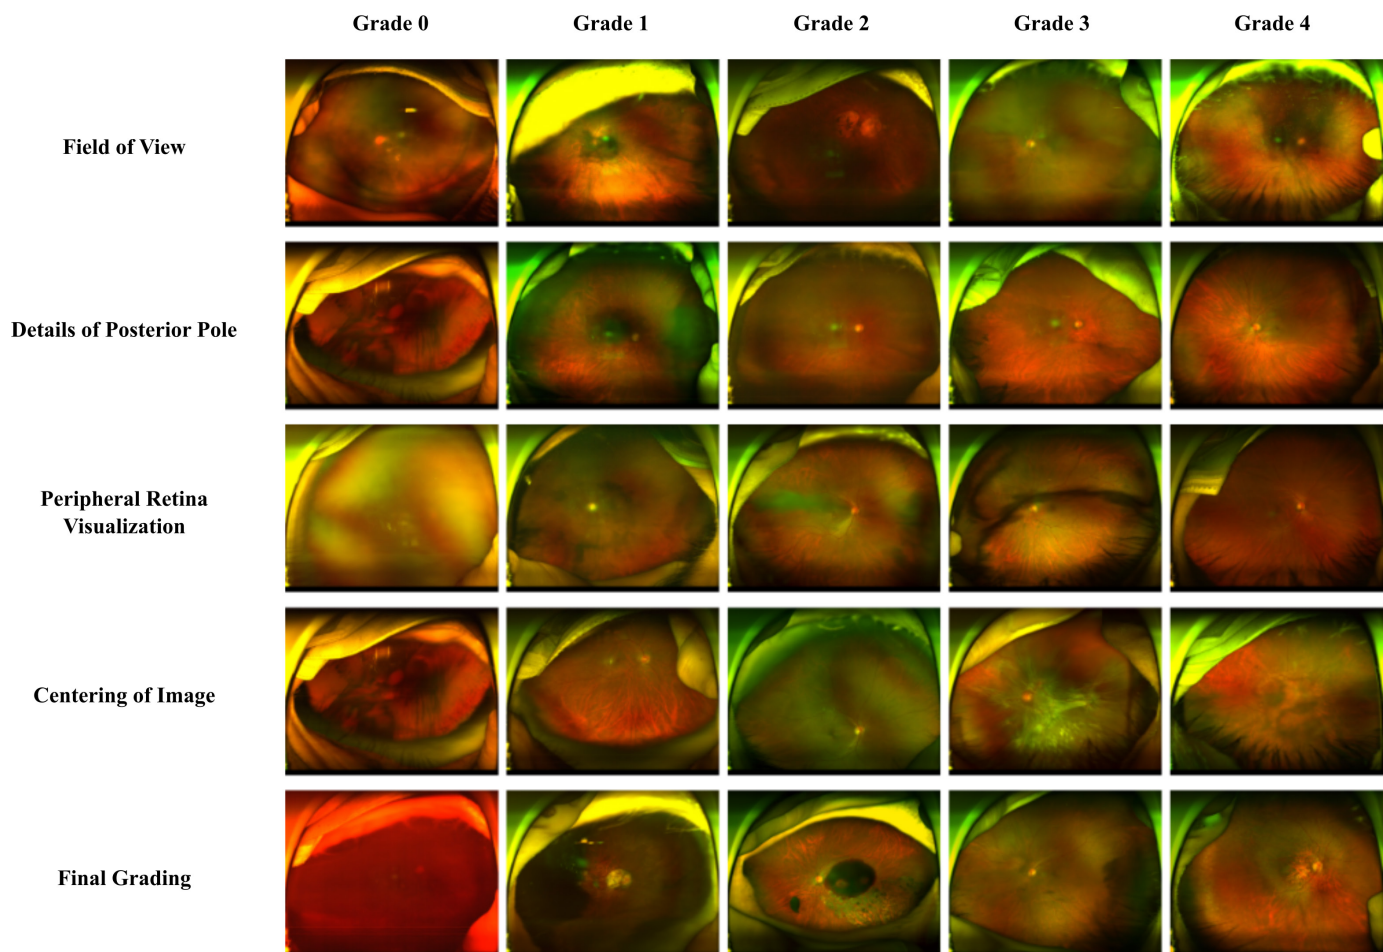 Grade 0 Grade 1 Grade 2 Grade 3 Grade 4
Field of View
Details of Posterior Pole
Peripheral Retina
Visualization
Centering of Image
Final Grading